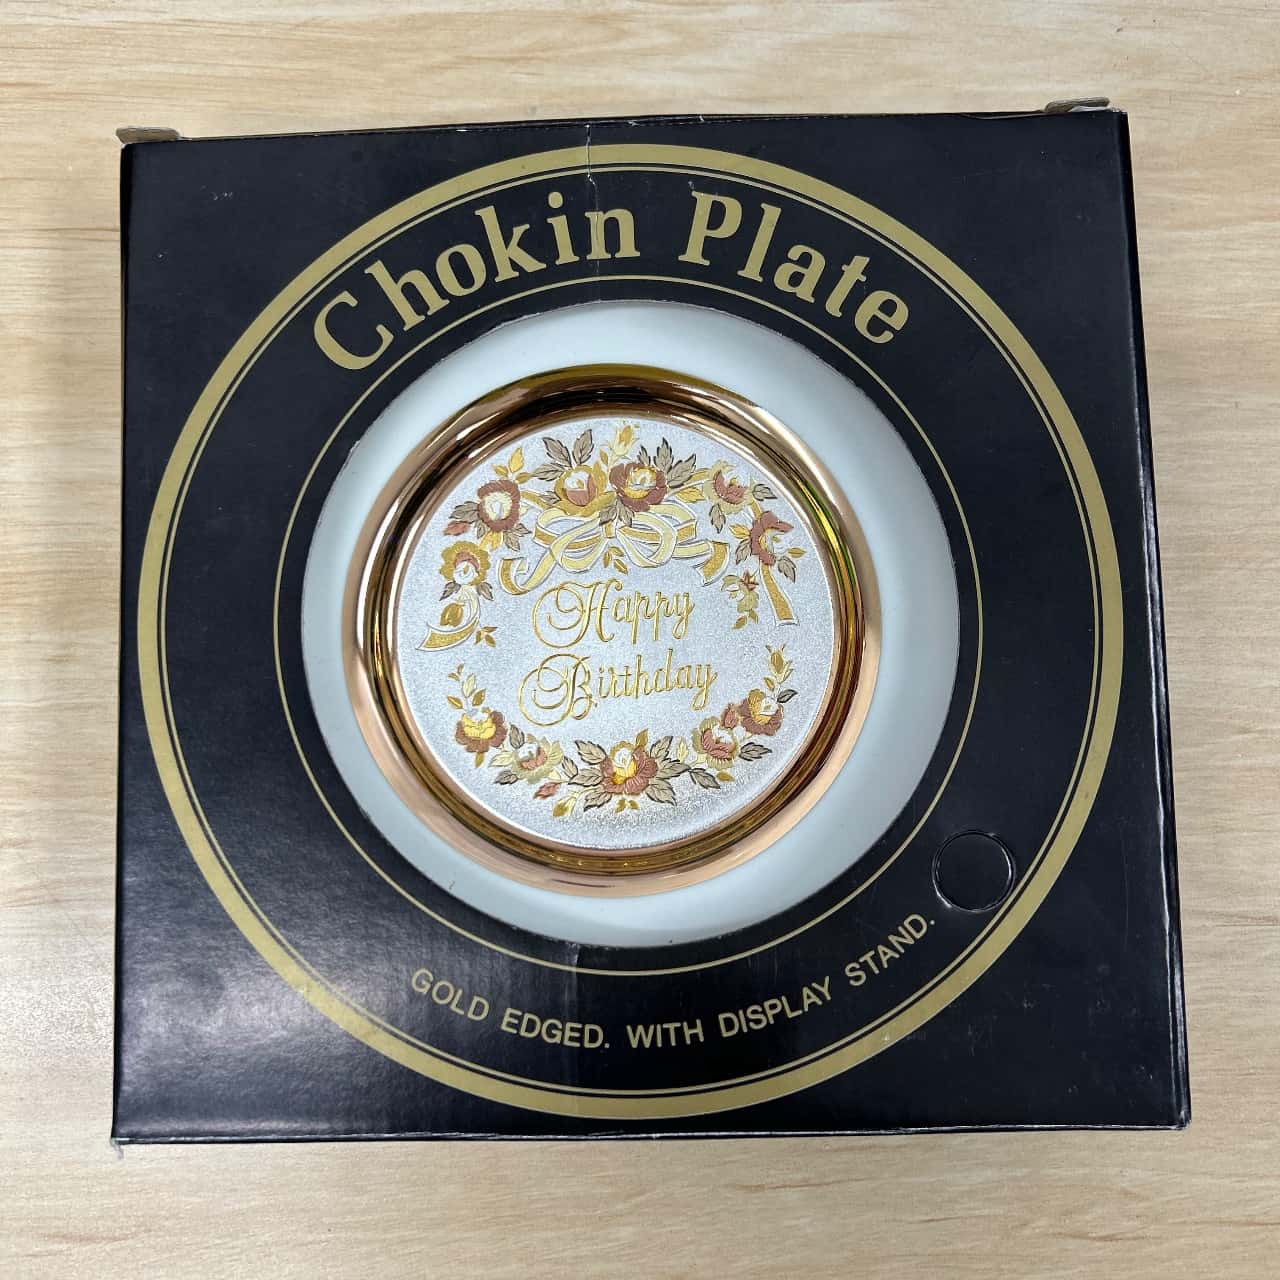 Chokin Plate
Happy
Birthday
GOLD EDGED. WITH DISPLAY STAND.